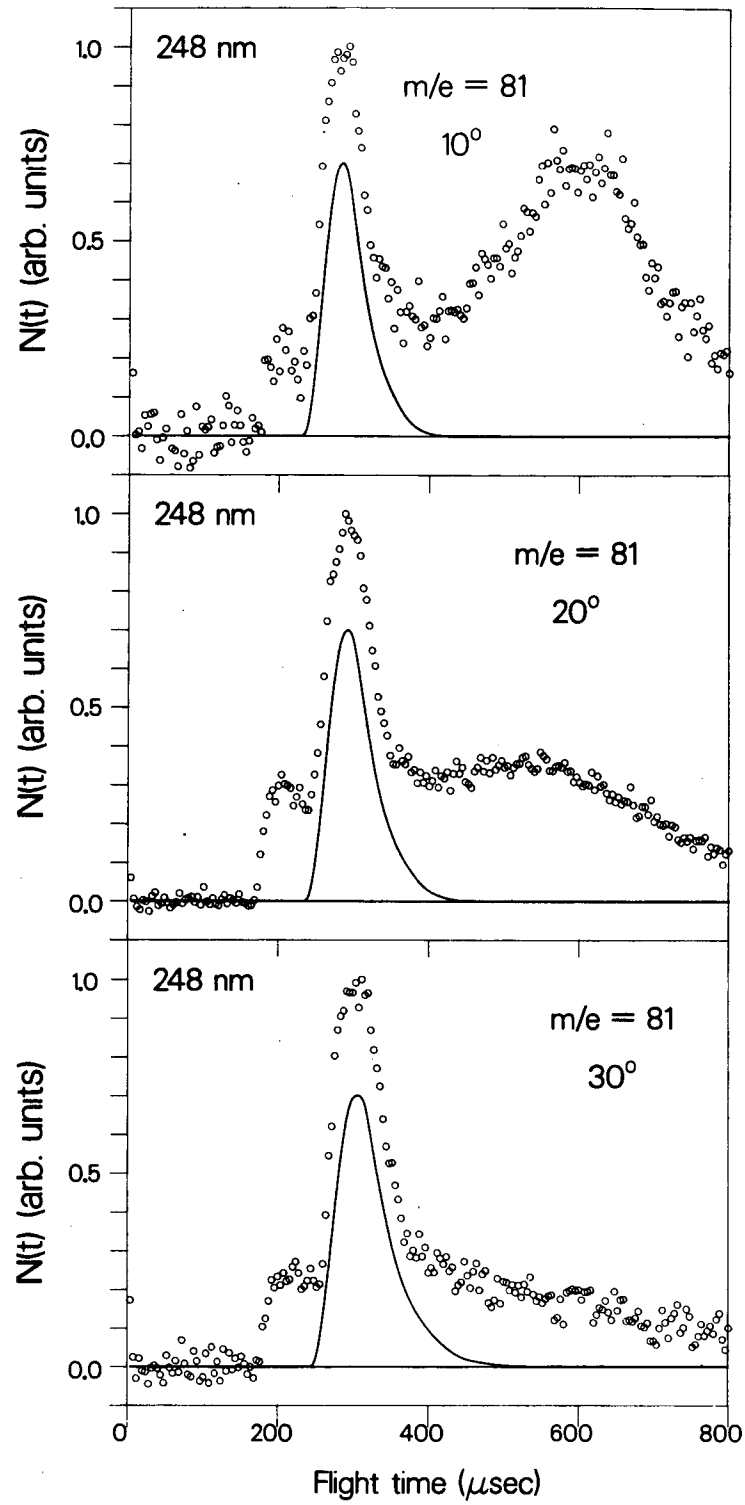 248 nm
m/e = 81
10°
1.0
0.5
0.0
N(t) (arb. units)
248 nm
m/e = 81
20°
1.0
0.5
0.0
N(t) (arb. units)
248 nm
m/e = 81
30°
1.0
0.5
0.0
N(t) (arb. units)
0 200 400 600 800
Flight time (μsec)